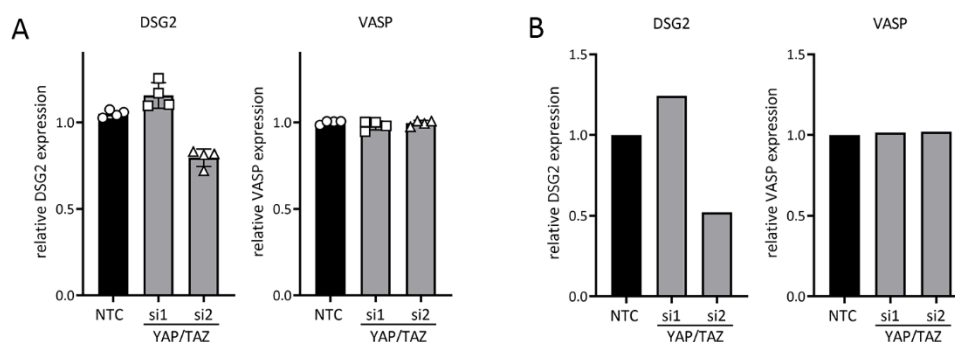 A
DSG2
relative DSG2 expression
1.0
0.5
0.0
NTC
si1
si2
YAP/TAZ
VASP
relative VASP expression
1.0
0.5
0.0
NTC
si1
si2
YAP/TAZ
B
DSG2
relative DSG2 expression
1.5
1.0
0.5
0.0
NTC
si1
si2
YAP/TAZ
VASP
relative VASP expression
1.5
1.0
0.5
0.0
NTC
si1
si2
YAP/TAZ